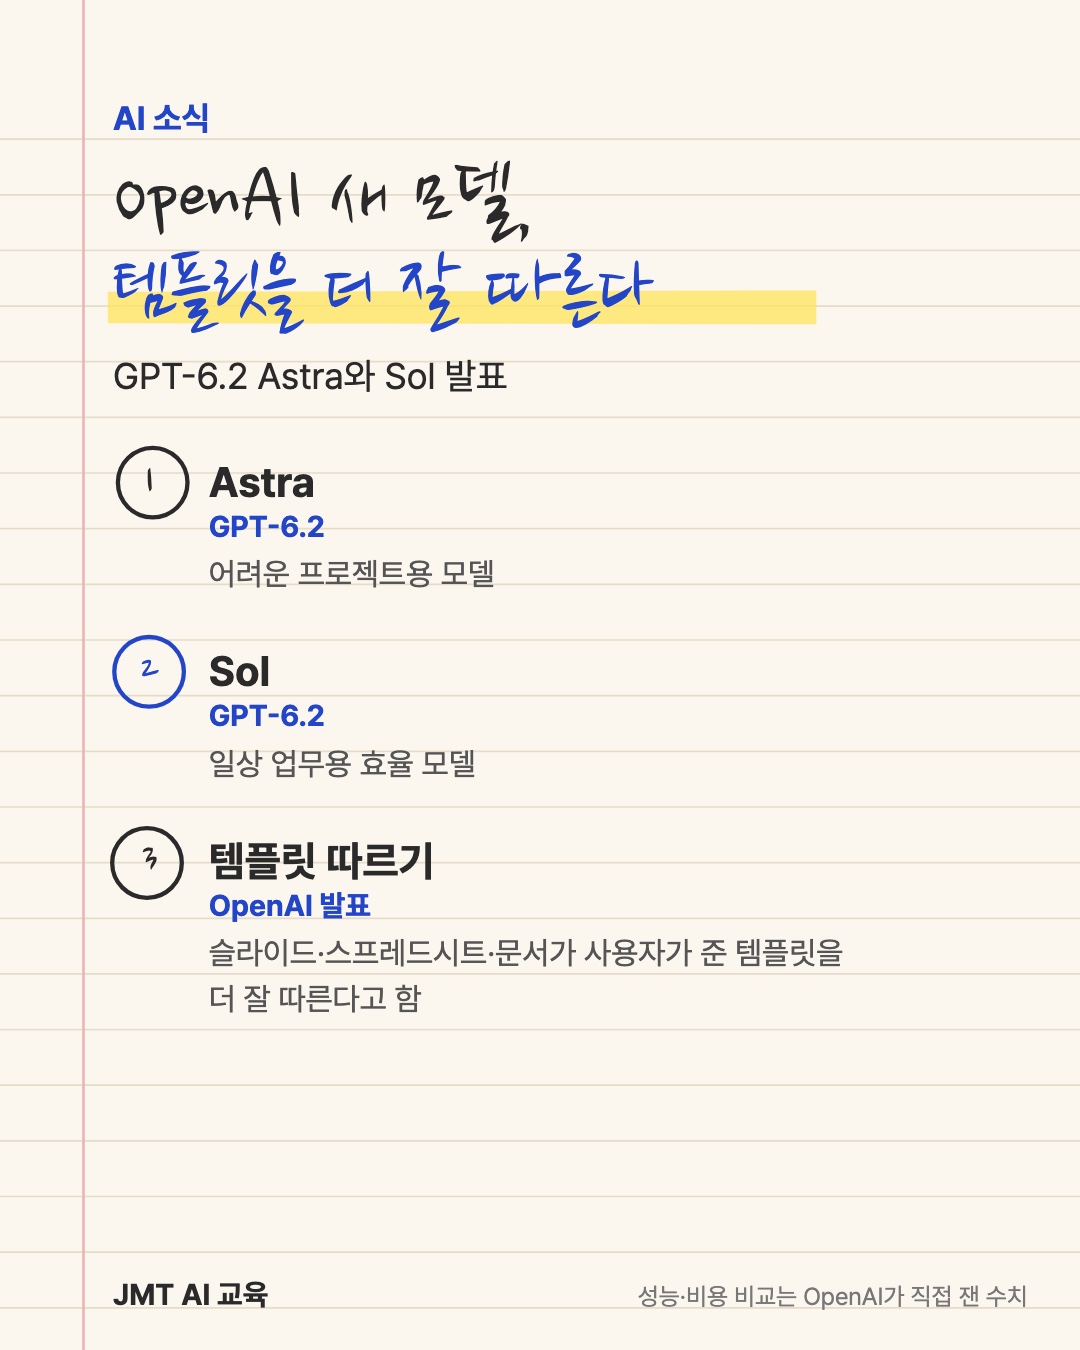 AI 소식
OpenAI 새 모델,
템플릿을 더 잘 따른다
GPT-6.2 Astra와 Sol 발표
1
Astra
GPT-6.2
어려운 프로젝트용 모델
2
Sol
GPT-6.2
일상 업무용 효율 모델
3
템플릿 따르기
OpenAI 발표
슬라이드·스프레드시트·문서가 사용자가 준 템플릿을
더 잘 따른다고 함
JMT AI 교육
성능·비용 비교는 OpenAI가 직접 잰 수치